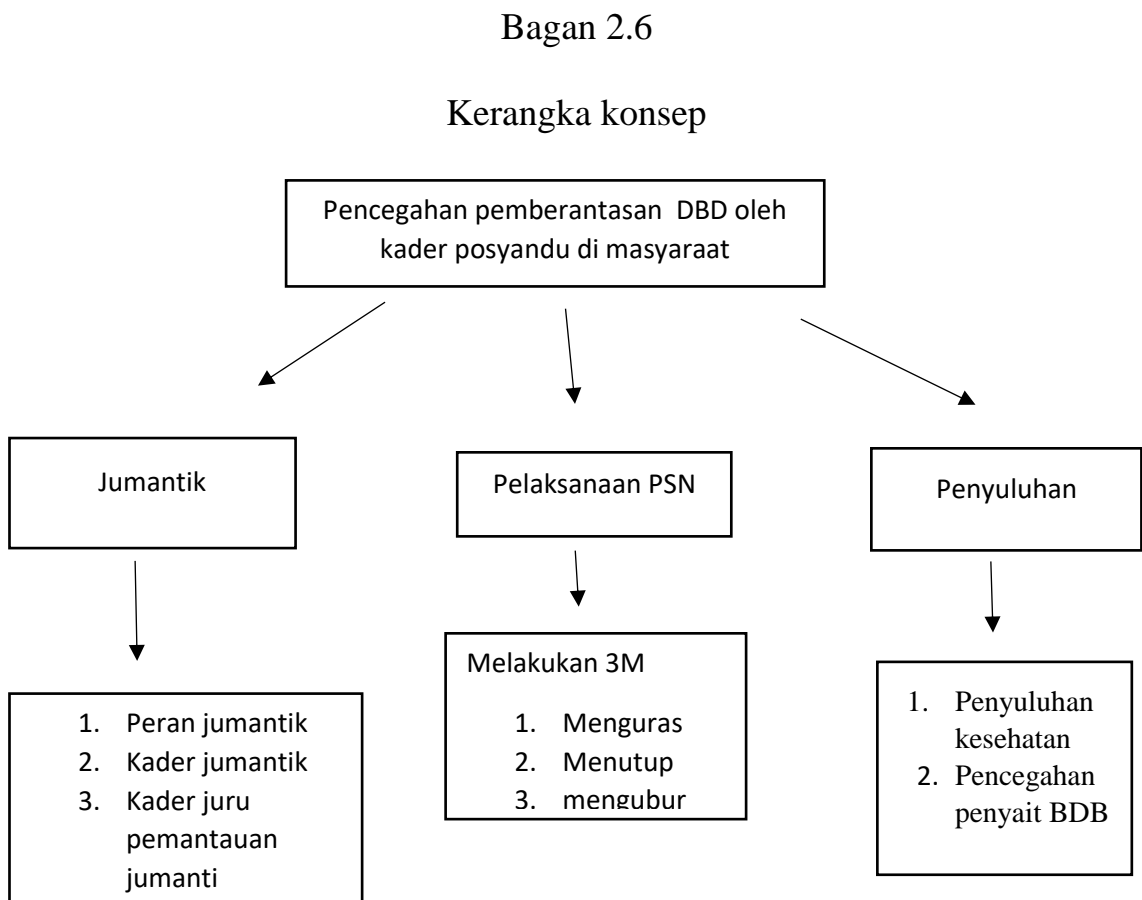 Bagan 2.6
Kerangka konsep
Pencegahan pemberantasan DBD oleh
kader posyandu di masyaraat
Jumantik
Pelaksanaan PSN
Penyuluhan
1. Peran jumantik
2. Kader jumantik
3. Kader juru
pemantauan
jumanti
Melakukan 3M
1. Menguras
2. Menutup
3. mengubur
1. Penyuluhan
kesehatan
2. Pencegahan
penyait BDB